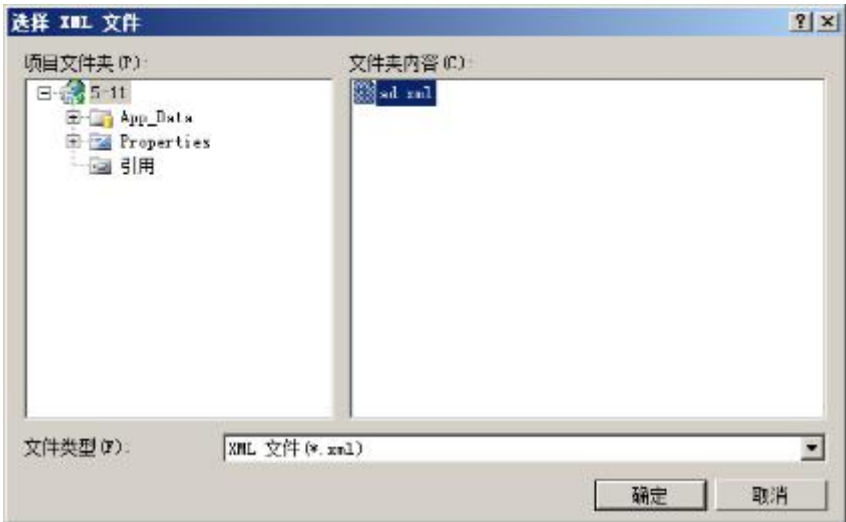 选择 XML 文件
项目文件夹(P):
文件夹内容(C):
5-11
ad.xml
App_Data
Properties
引用
文件类型(F):
XML 文件(*.xml)
确定
取消